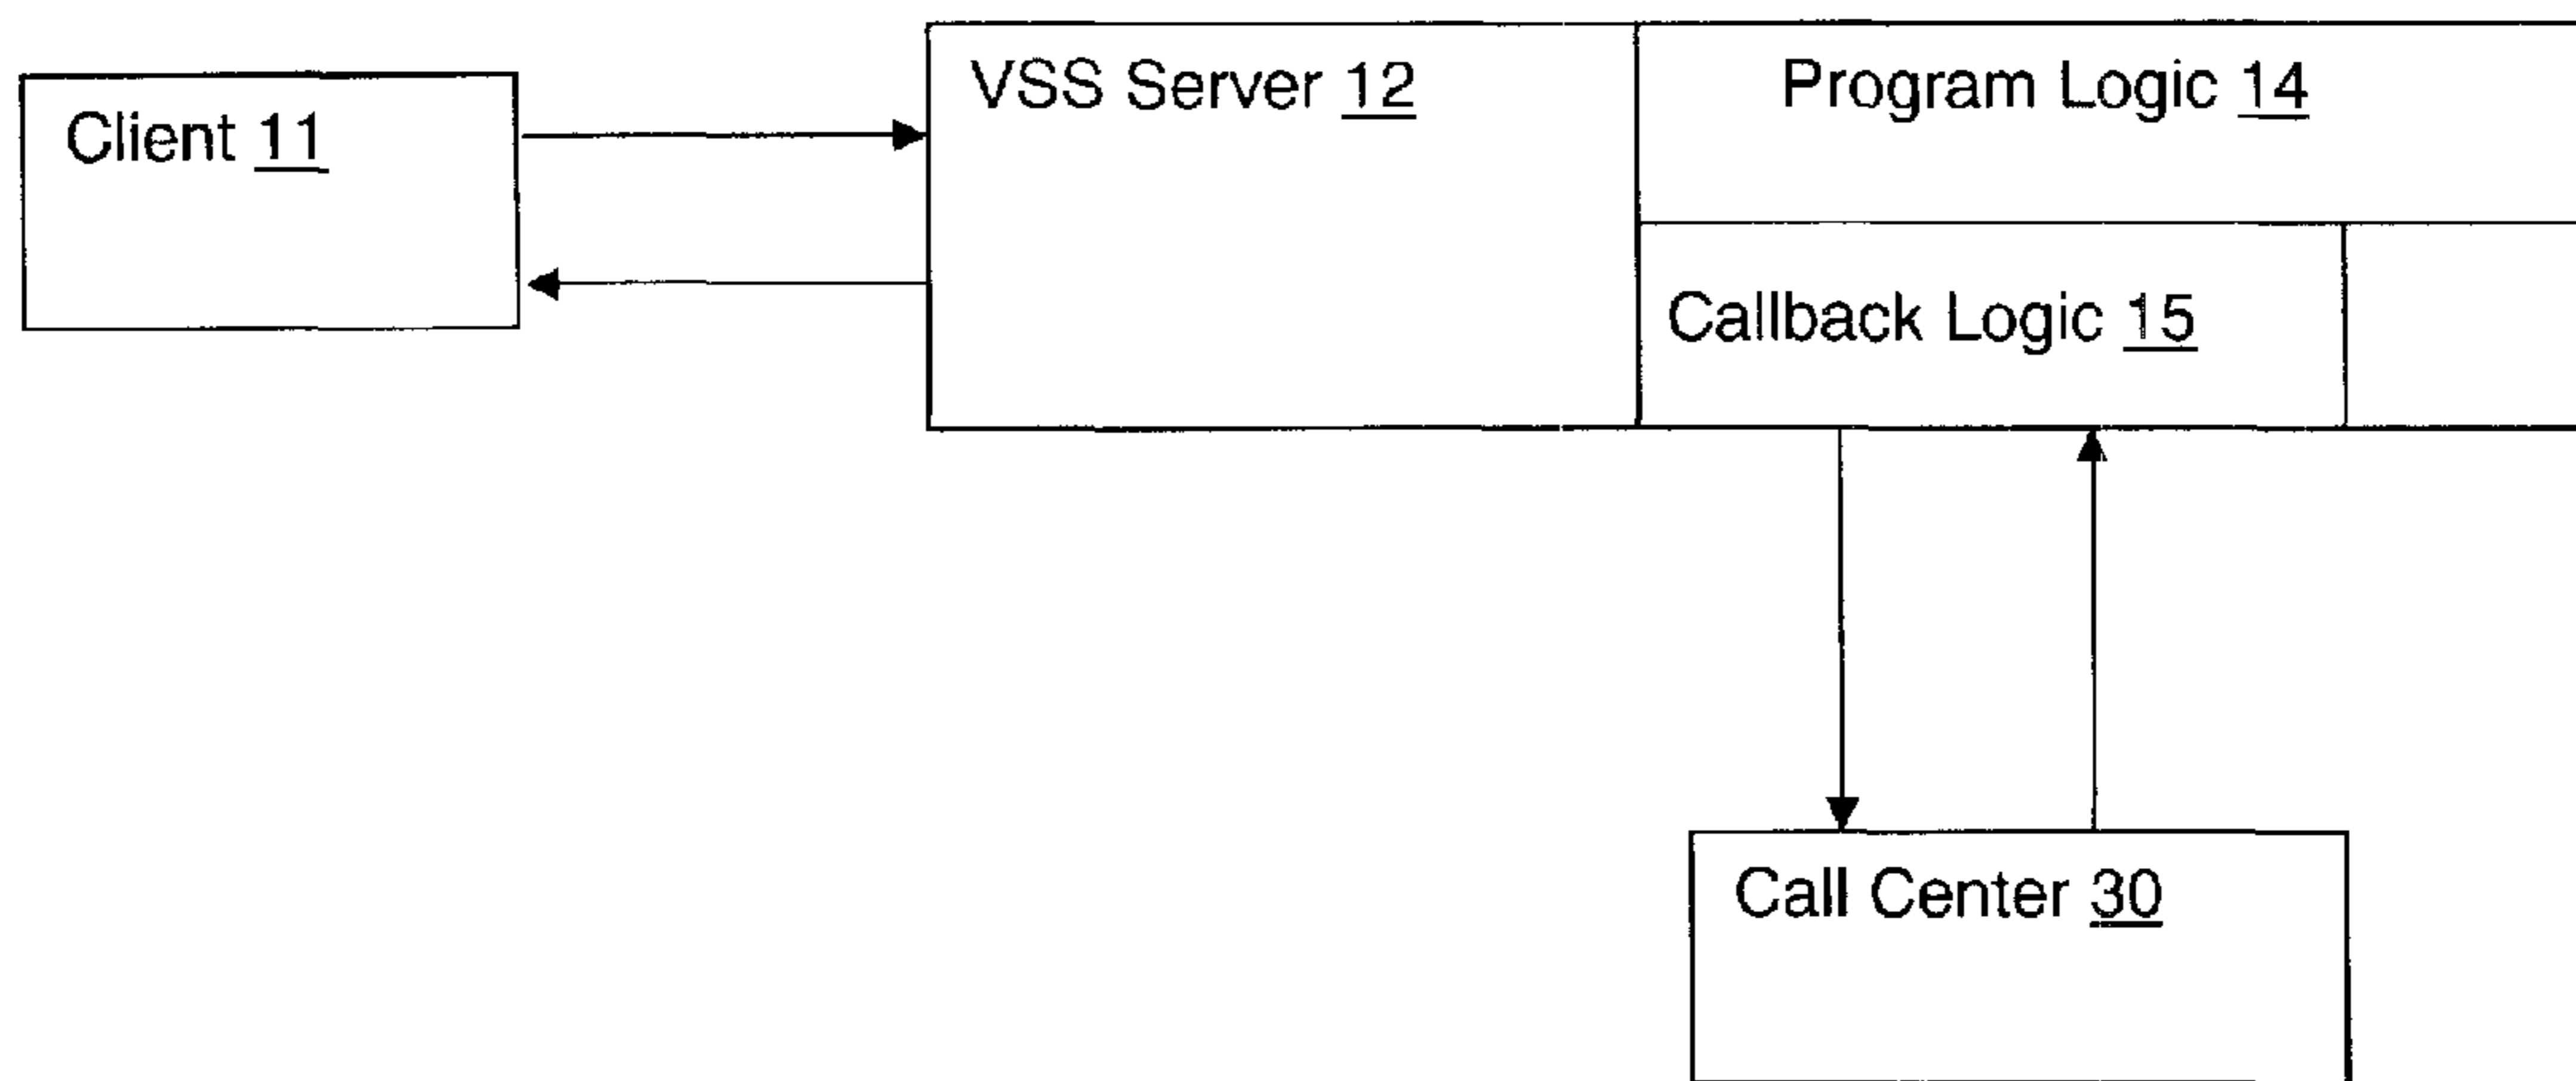 Client 11
VSS Server 12
Program Logic 14
Callback Logic 15
Call Center 30